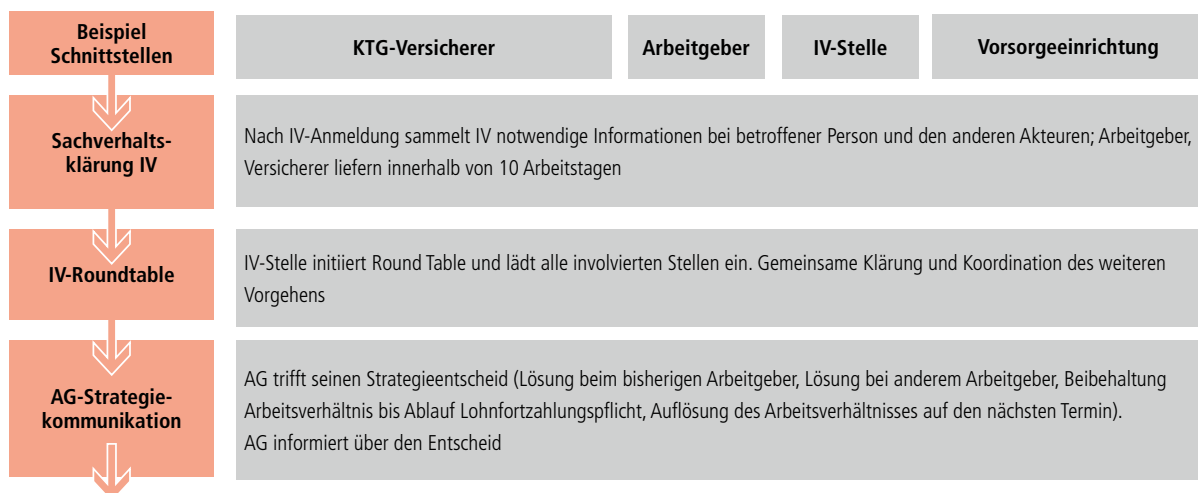 Beispiel
Schnittstellen
KTG-Versicherer
Arbeitgeber
IV-Stelle
Vorsorgeeinrichtung
Sachverhalts-
klärung IV
Nach IV-Anmeldung sammelt IV notwendige Informationen bei betroffener Person und den anderen Akteuren; Arbeitgeber,
Versicherer liefern innerhalb von 10 Arbeitstagen
IV-Roundtable
IV-Stelle initiiert Round Table und lädt alle involvierten Stellen ein. Gemeinsame Klärung und Koordination des weiteren
Vorgehens
AG-Strategie-
kommunikation
AG trifft seinen Strategieentscheid (Lösung beim bisherigen Arbeitgeber, Lösung bei anderem Arbeitgeber, Beibehaltung
Arbeitsverhältnis bis Ablauf Lohnfortzahlungspflicht, Auflösung des Arbeitsverhältnisses auf den nächsten Termin).
AG informiert über den Entscheid